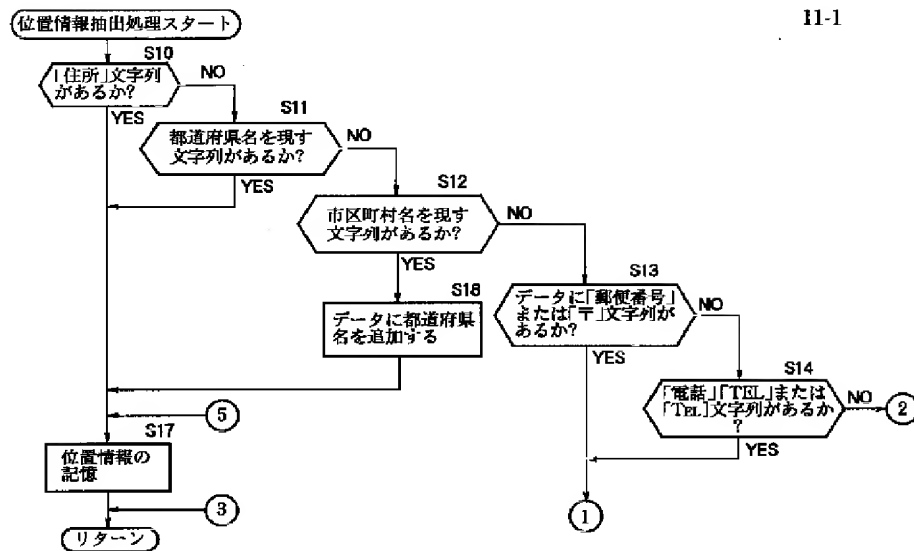 11-1
位置情報抽出処理スタート
S10
「住所」文字列
があるか?
NO
YES
S11
都道府県名を現す
文字列があるか?
NO
YES
S12
市区町村名を現す
文字列があるか?
NO
YES
S18
データに都道府県
名を追加する
S13
データに「郵便番号」
または「〒」文字列が
あるか?
NO
YES
S14
「電話」「TEL」または
「TEL」文字列があるか
?
NO
2
YES
5
S17
位置情報の
記憶
3
リターン
1